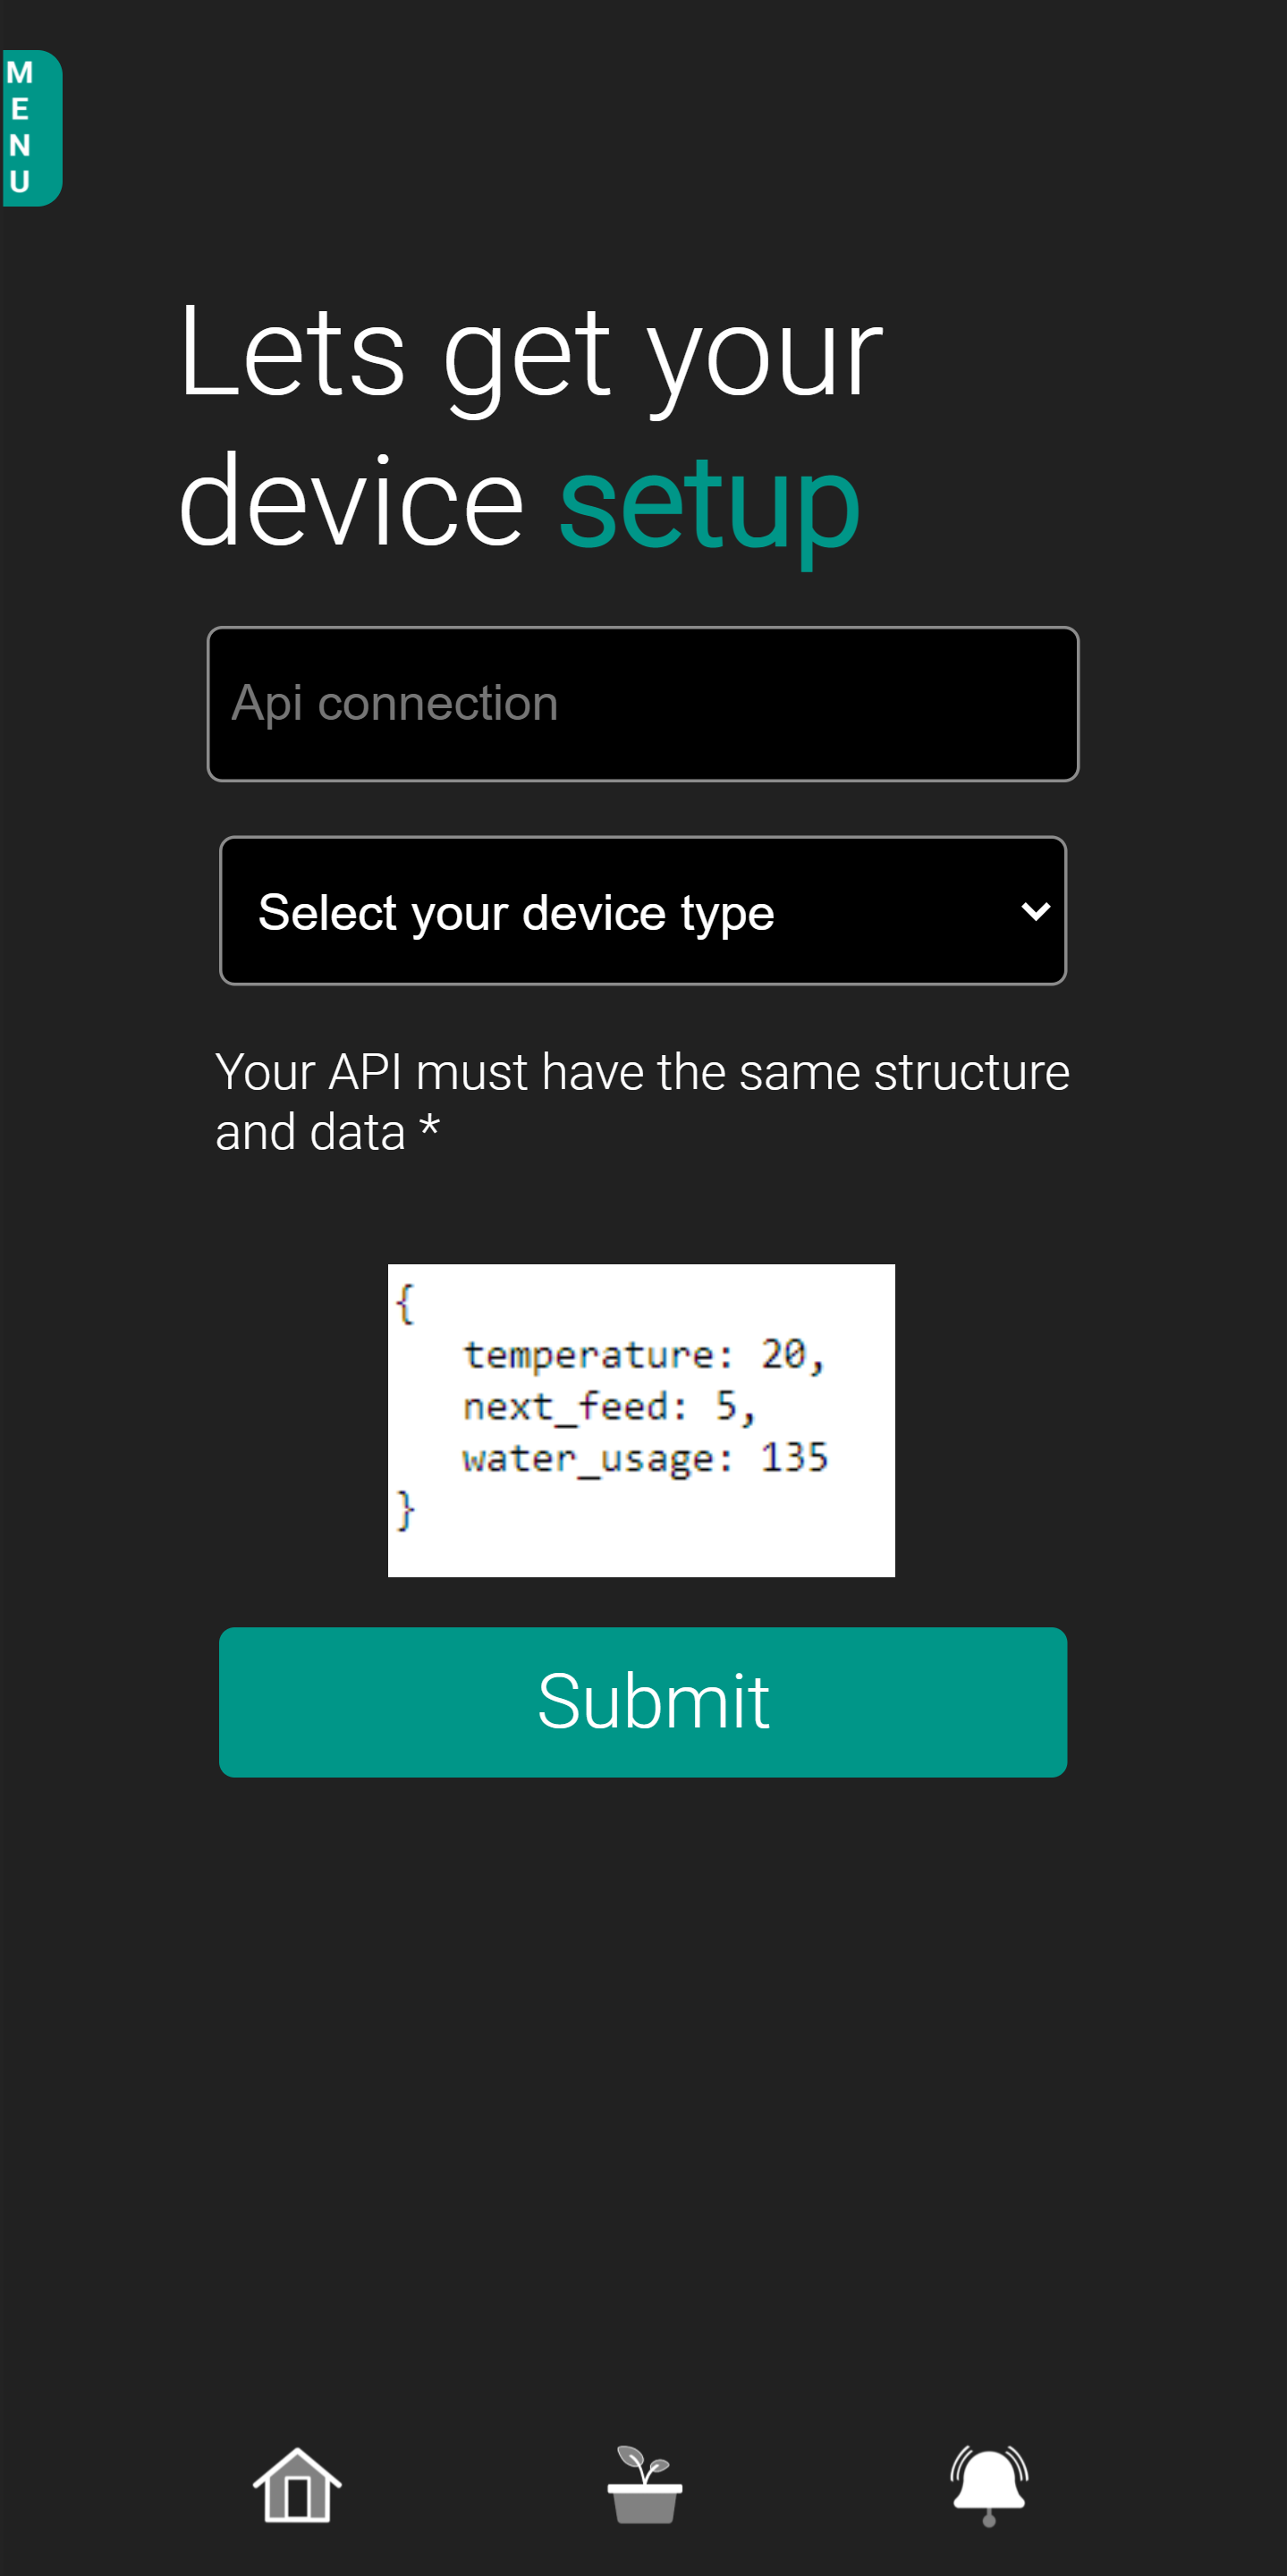 M
E
N
U
Lets get your
device setup
Api connection
Select your device type
Your API must have the same structure
and data *
{
temperature: 20,
next_feed: 5,
water_usage: 135
}
Submit